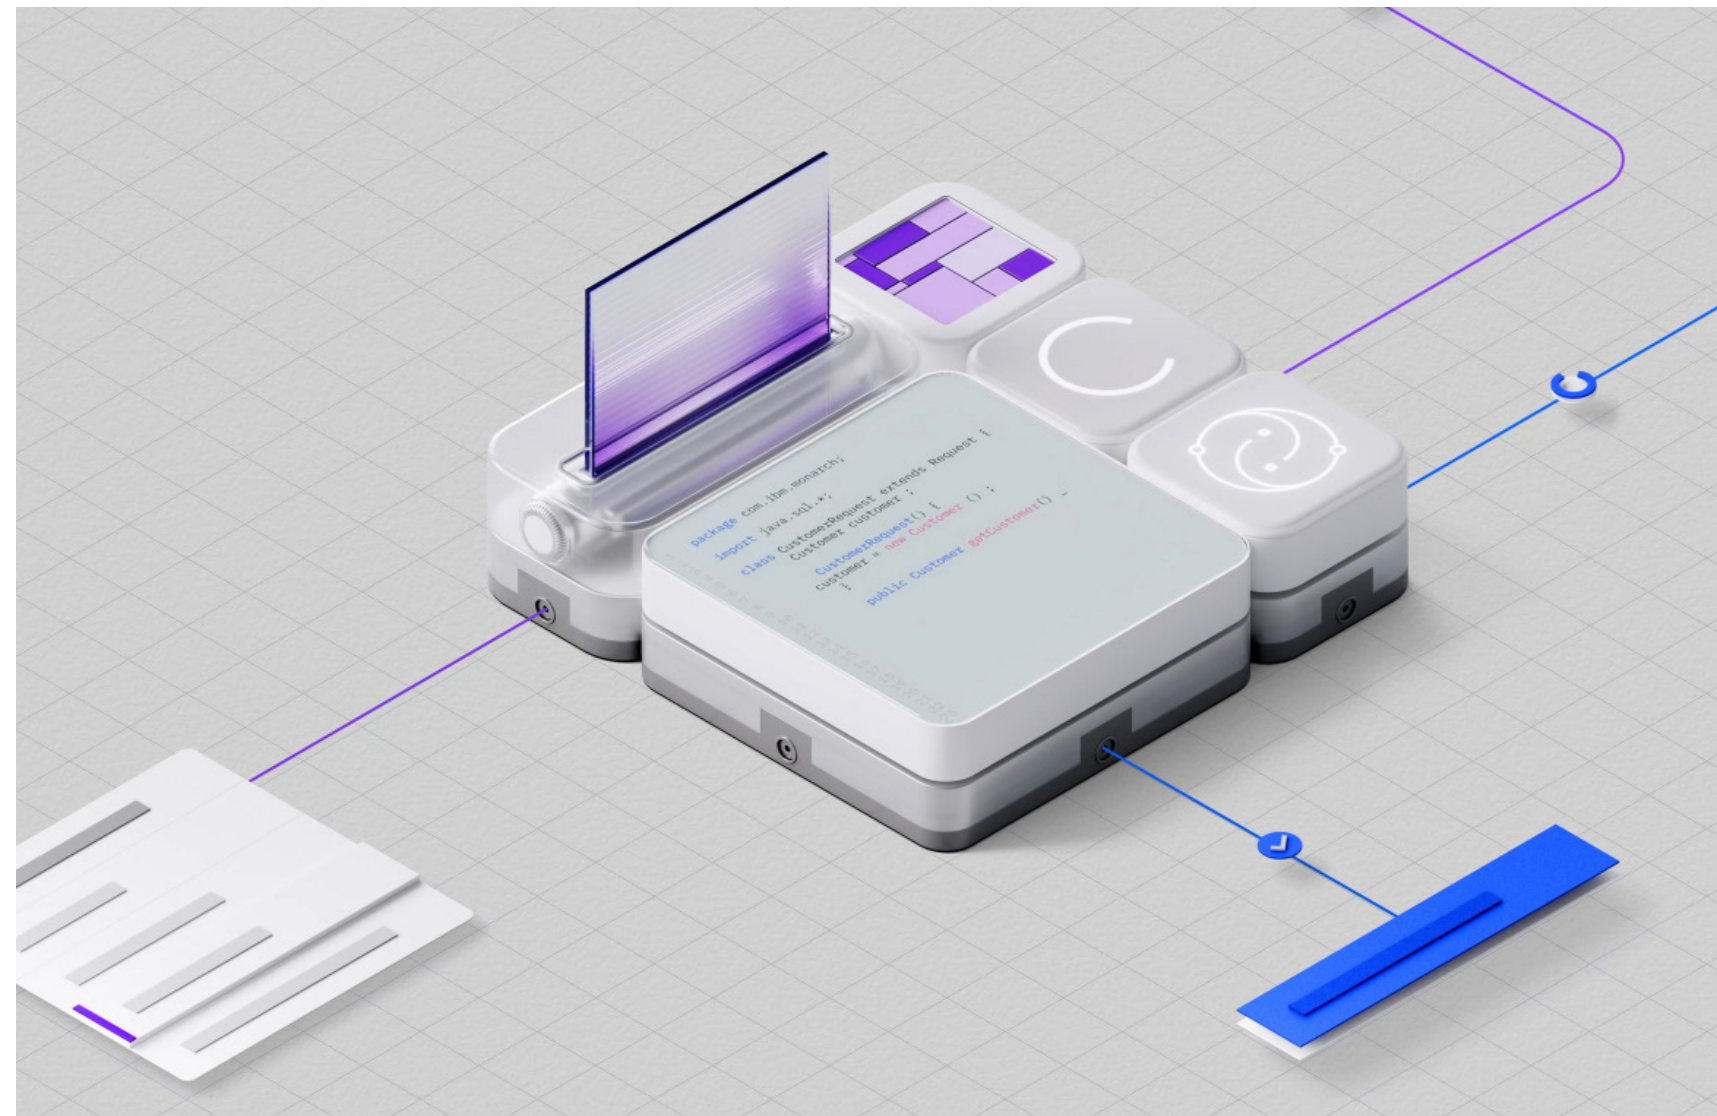 package com.ibm.monarch;
import java.sql.*;
class CustomerRequest extends Request {
Customer customer ;
CustomerRequest() {
customer = new Customer () ;
}
public Customer getCustomer() _